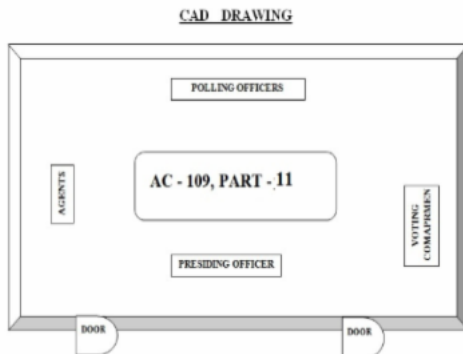 CAD DRAWING
POLLING OFFICERS
AC - 109, PART - 11
AGENTS
VOTING
COMAPRMEN
PRESIDING OFFICER
DOOR
DOOR